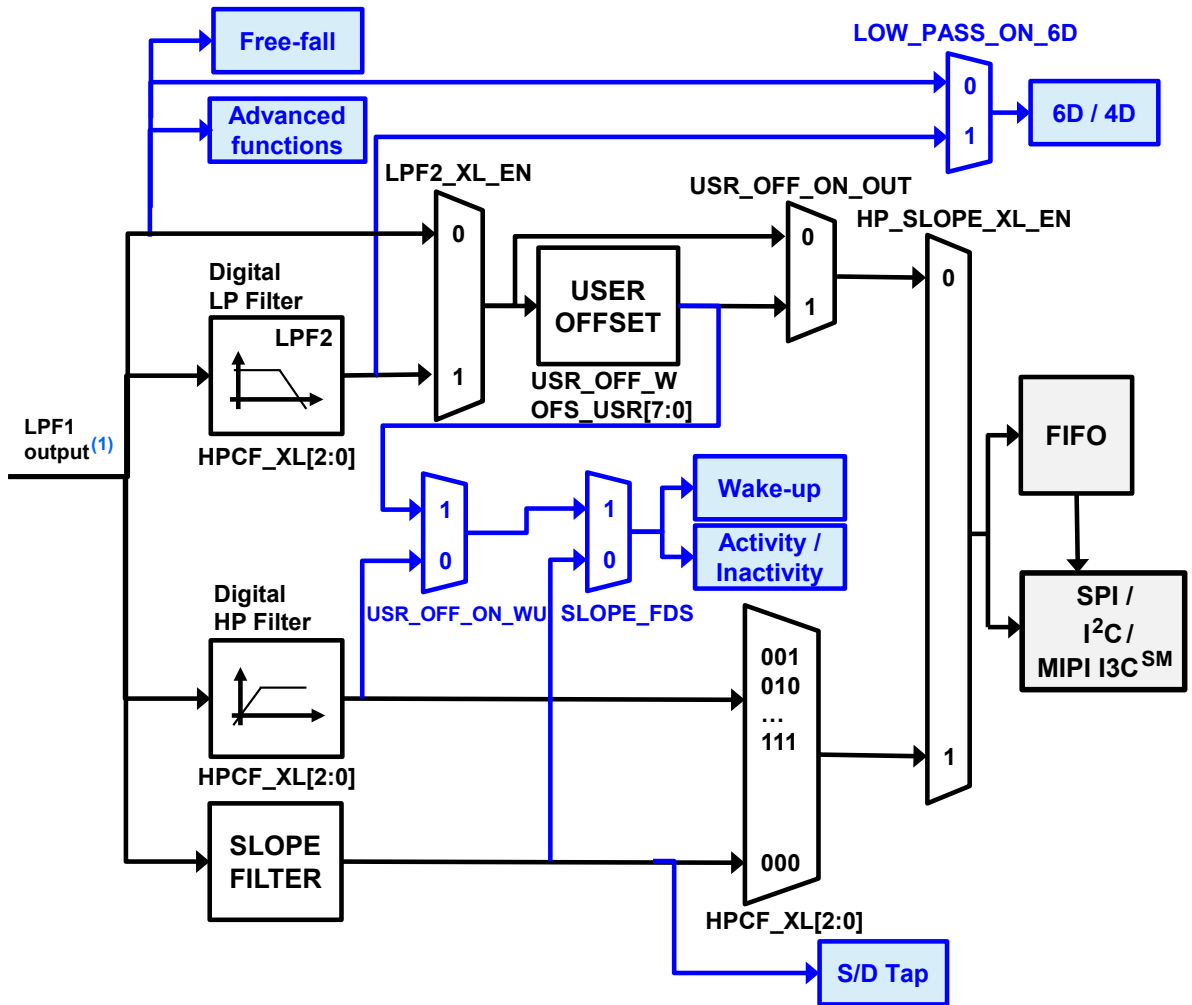 Free-fall
LOW_PASS_ON_6D
0
1
6D / 4D
Advanced
functions
LPF2_XL_EN
0
1
USR_OFF_ON_OUT
0
1
HP_SLOPE_XL_EN
0
1
Digital
LP Filter
LPF2
HPCF_XL[2:0]
USER
OFFSET
USR_OFF_W
OFS_USR[7:0]
LPF1
output(1)
FIFO
1
0
USR_OFF_ON_WU
1
0
SLOPE_FDS
Wake-up
Activity /
Inactivity
SPI /
I²C /
MIPI I3C SM
Digital
HP Filter
HPCF_XL[2:0]
001
010
...
111
000
HPCF_XL[2:0]
SLOPE
FILTER
S/D Tap